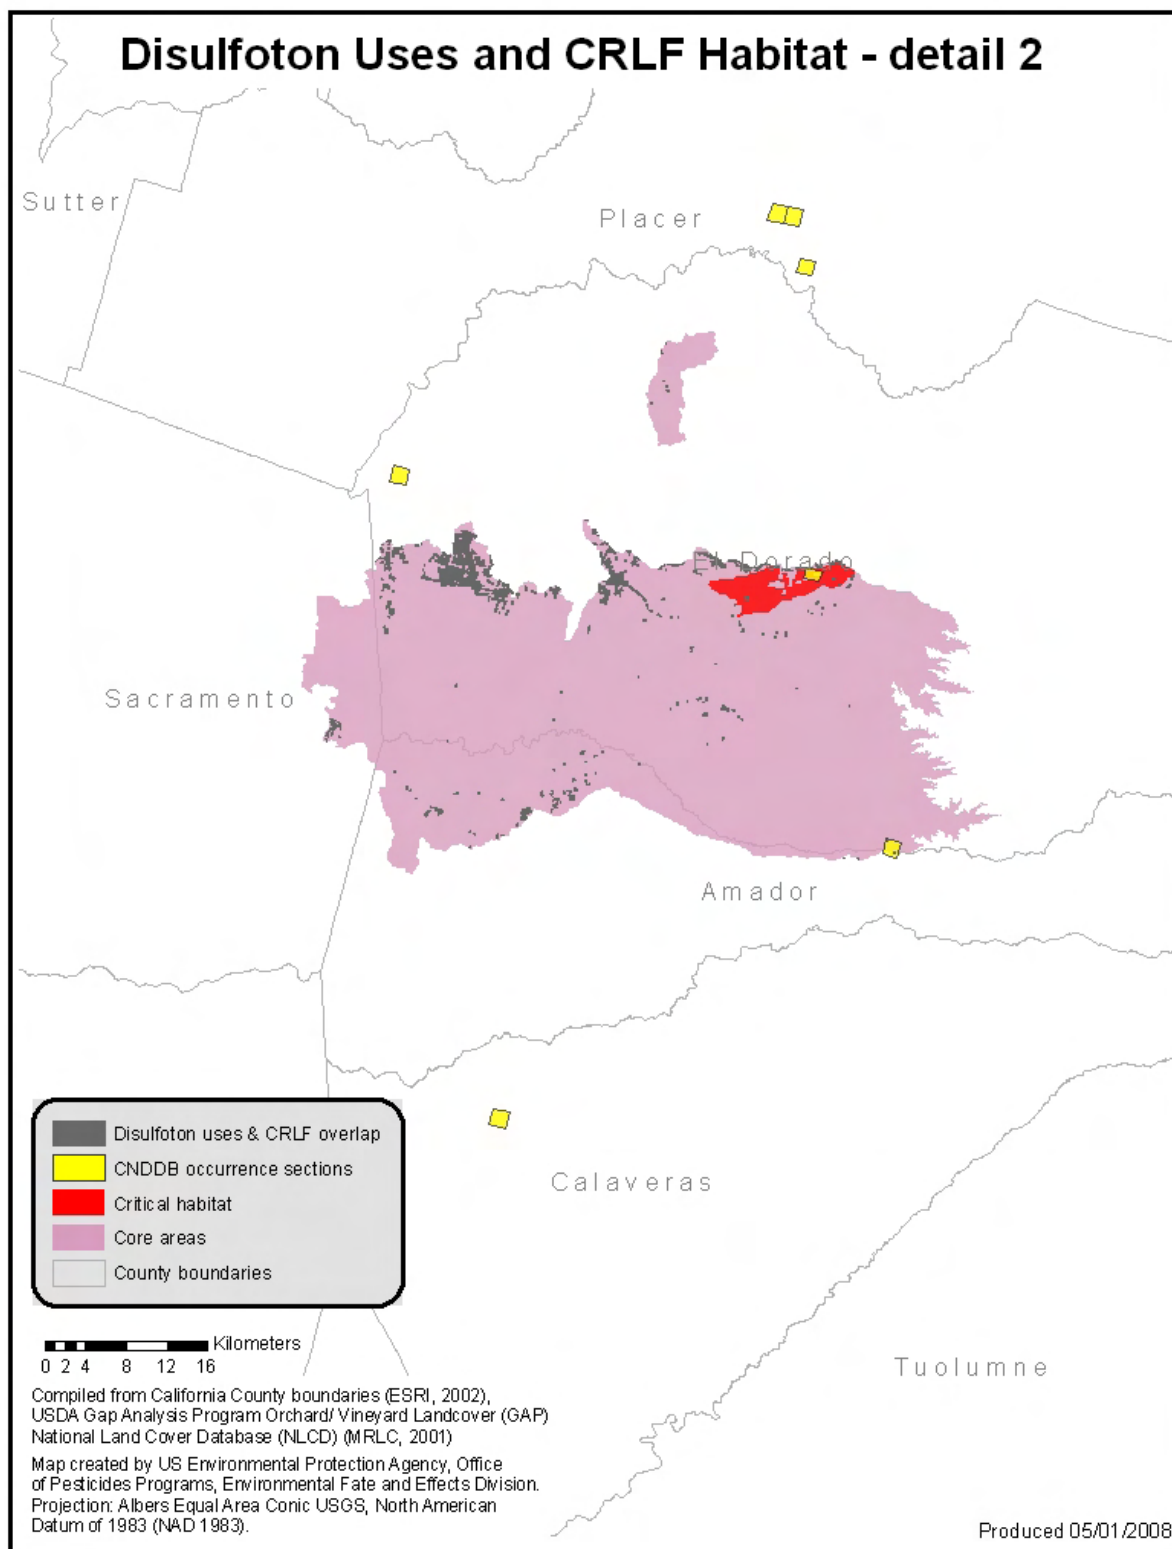 Disulfoton Uses and CRLF Habitat - detail 2
Sutter
Placer
El Dorado
Sacramento
Amador
Calaveras
Tuolumne
Disulfoton uses & CRLF overlap
CNDDB occurrence sections
Critical habitat
Core areas
County boundaries
Kilometers
0 2 4 8 12 16
Compiled from California County boundaries (ESRI, 2002),
USDA Gap Analysis Program Orchard/ Vineyard Landcover (GAP)
National Land Cover Database (NLCD) (MRLC, 2001)
Map created by US Environmental Protection Agency, Office
of Pesticides Programs, Environmental Fate and Effects Division.
Projection: Albers Equal Area Conic USGS, North American
Datum of 1983 (NAD 1983).
Produced 05/01/2008